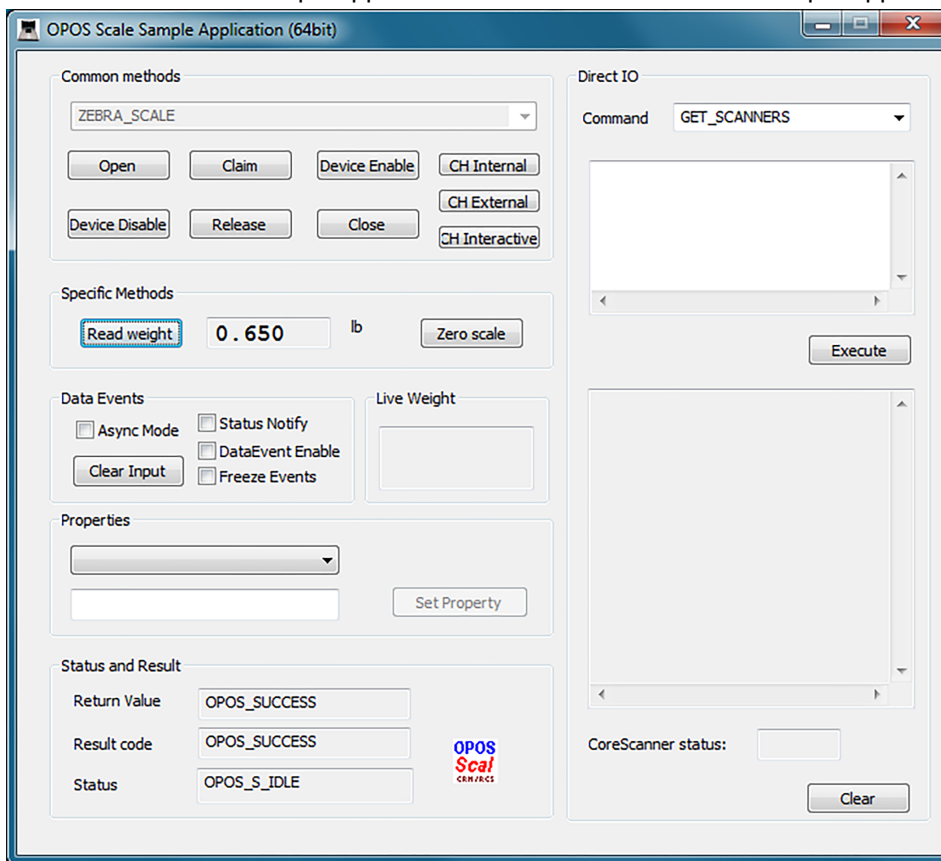 OPOS Scale Sample Application (64bit)
Common methods
ZEBRA_SCALE
Open
Claim
Device Enable
CH Internal
CH External
Device Disable
Release
Close
CH Interactive
Specific Methods
Read weight
0.650
lb
Zero scale
Data Events
Async Mode
Status Notify
DataEvent Enable
Clear Input
Freeze Events
Live Weight
Properties
Set Property
Status and Result
Return Value
OPOS_SUCCESS
Result code
OPOS_SUCCESS
Status
OPOS_S_IDLE
OPOS
Scal
CRM/RCS
Direct IO
Command
GET_SCANNERS
Execute
CoreScanner status:
Clear